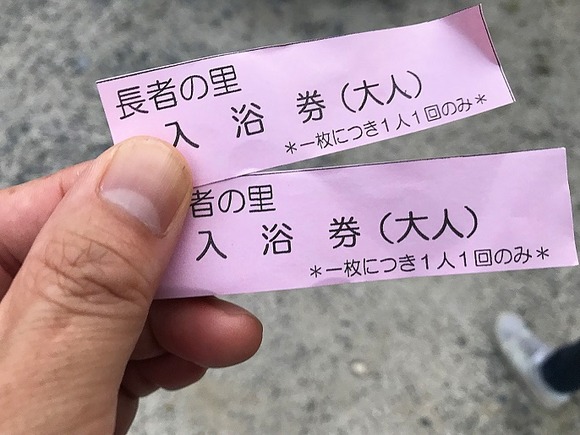 長者の里
入 浴 券(大人)
＊一枚につき１人１回のみ＊
者の里
入 浴 券(大人)
＊一枚につき１人１回のみ＊